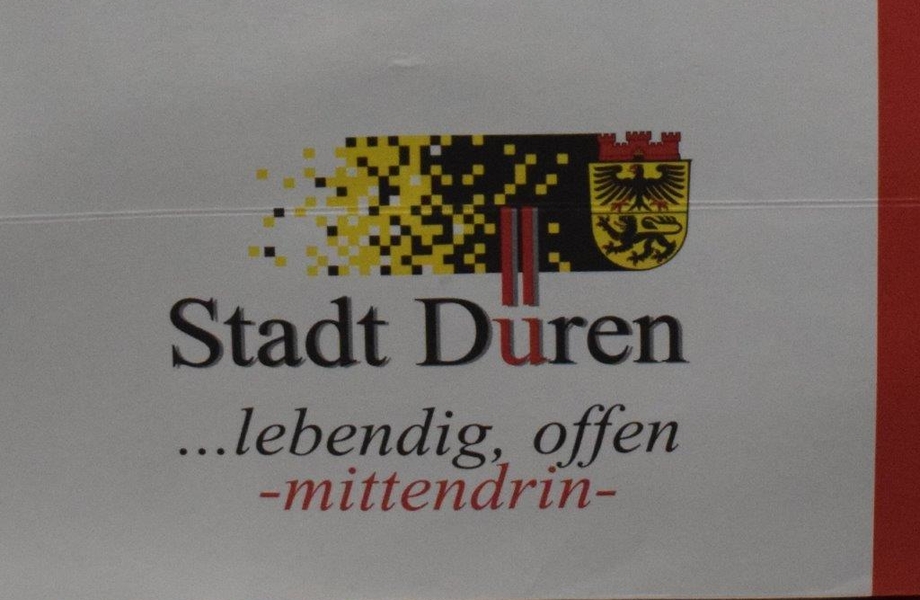 Stadt Düren
...lebendig, offen
-mittendrin-